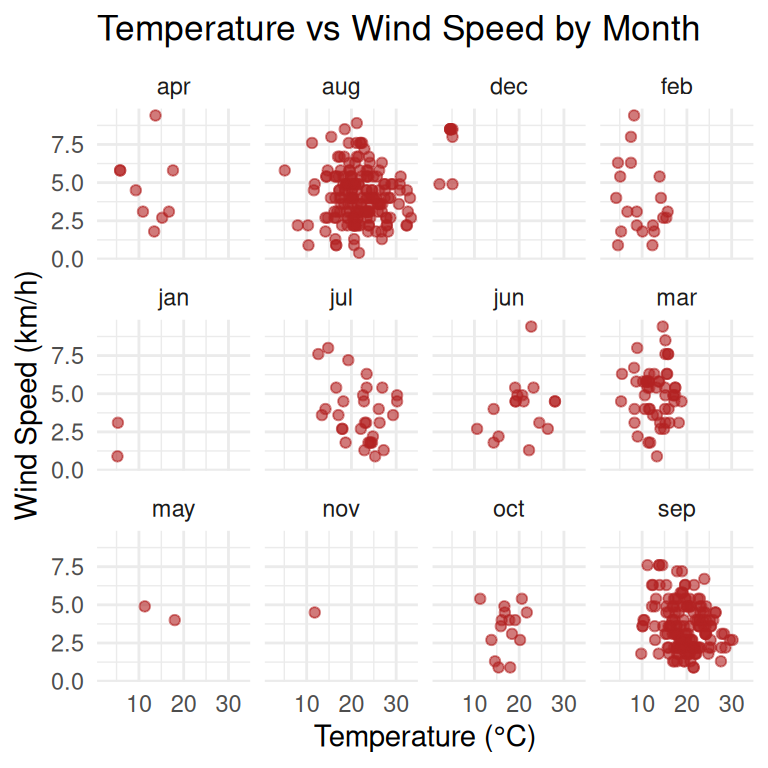 Temperature vs Wind Speed by Month
apr aug dec feb
7.5
5.0
2.5
0.0
jan jul jun mar
7.5
5.0
2.5
0.0
may nov oct sep
7.5
5.0
2.5
0.0
10 20 30 10 20 30 10 20 30 10 20 30
Temperature (°C)
Wind Speed (km/h)